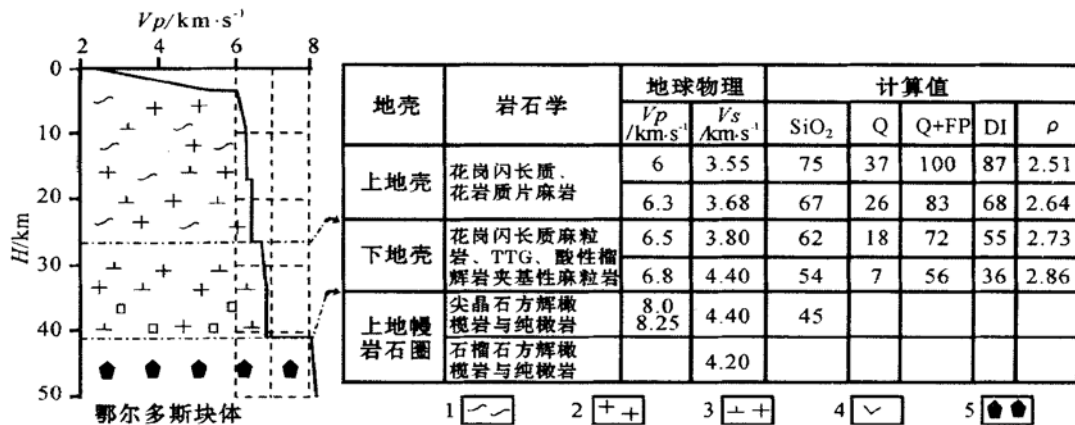 Vp/km·s⁻¹
2 4 6 8
0
10
20
30
40
50
H/km
鄂尔多斯块体
地壳 岩石学 地球物理 计算值
Vp/km·s⁻¹ Vs/km·s⁻¹ SiO₂ Q Q+FP DI ρ
上地壳 花岗闪长质、花岩质片麻岩 6 3.55 75 37 100 87 2.51
6.3 3.68 67 26 83 68 2.64
下地壳 花岗闪长质麻粒岩、TTG、酸性榴辉岩夹基性麻粒岩 6.5 3.80 62 18 72 55 2.73
6.8 4.40 54 7 56 36 2.86
上地幔岩石圈 尖晶石方辉橄榄岩与纯橄岩 8.0 8.25 4.40 45
石榴石方辉橄榄岩与纯橄岩 4.20
1 2 3 4 5